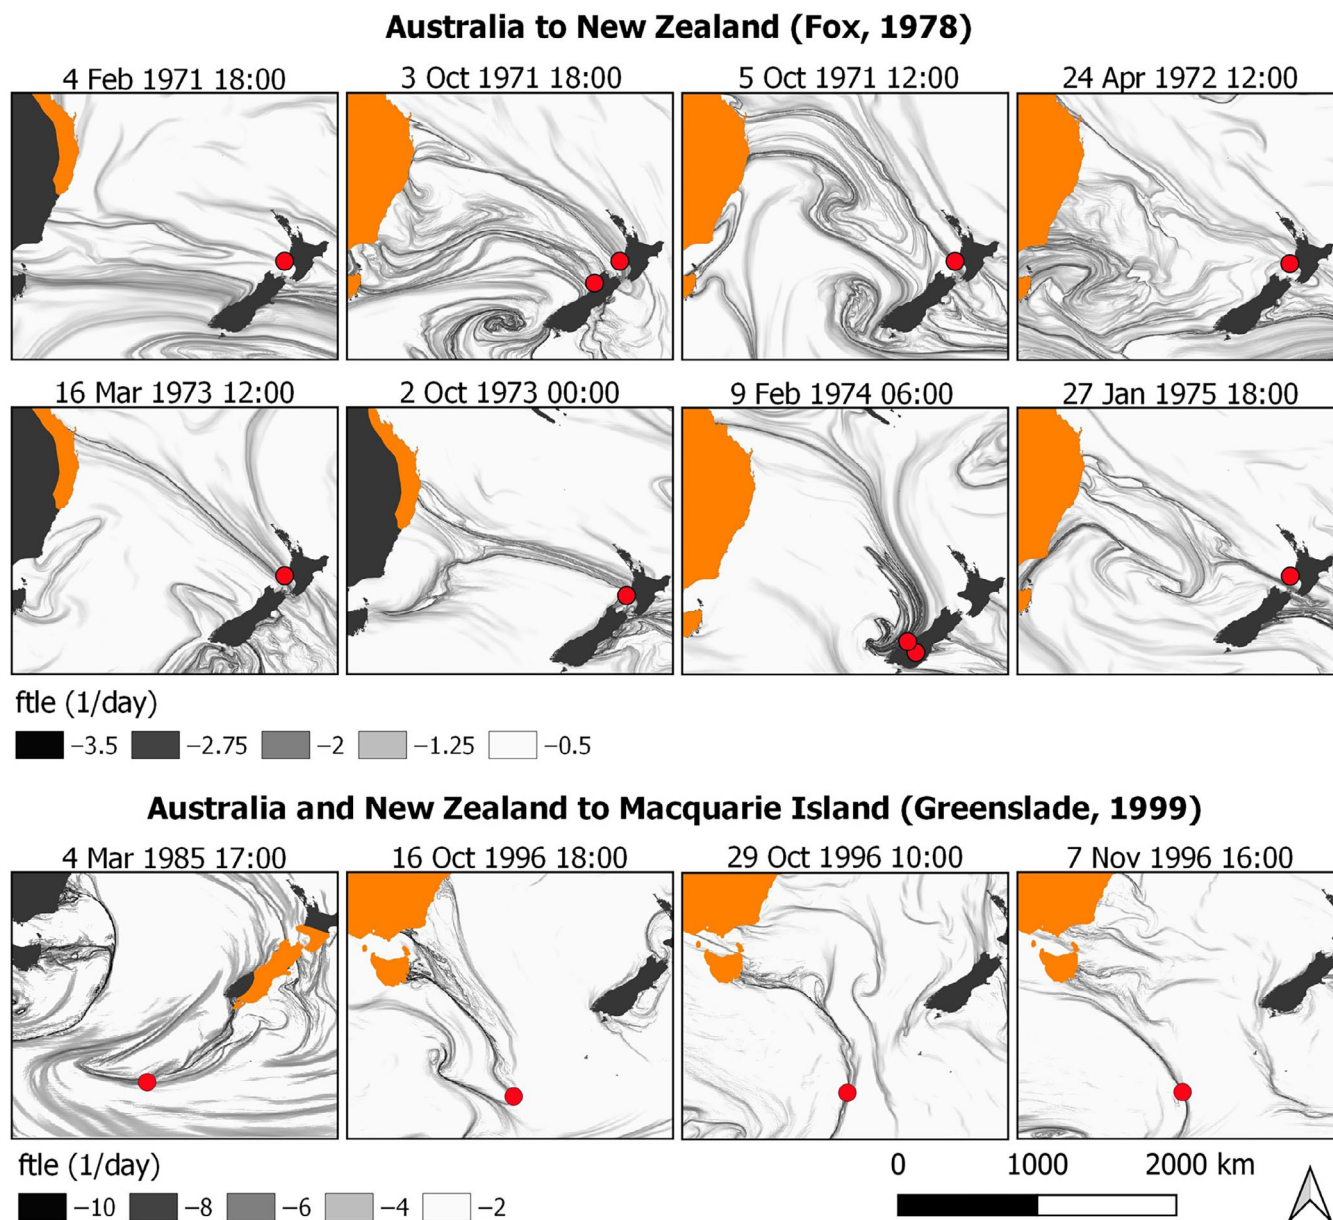 Australia to New Zealand (Fox, 1978)
4 Feb 1971 18:00 3 Oct 1971 18:00 5 Oct 1971 12:00 24 Apr 1972 12:00
16 Mar 1973 12:00 2 Oct 1973 00:00 9 Feb 1974 06:00 27 Jan 1975 18:00
ftle (1/day)
−3.5 −2.75 −2 −1.25 −0.5
Australia and New Zealand to Macquarie Island (Greenslade, 1999)
4 Mar 1985 17:00 16 Oct 1996 18:00 29 Oct 1996 10:00 7 Nov 1996 16:00
ftle (1/day) 0 1000 2000 km
−10 −8 −6 −4 −2